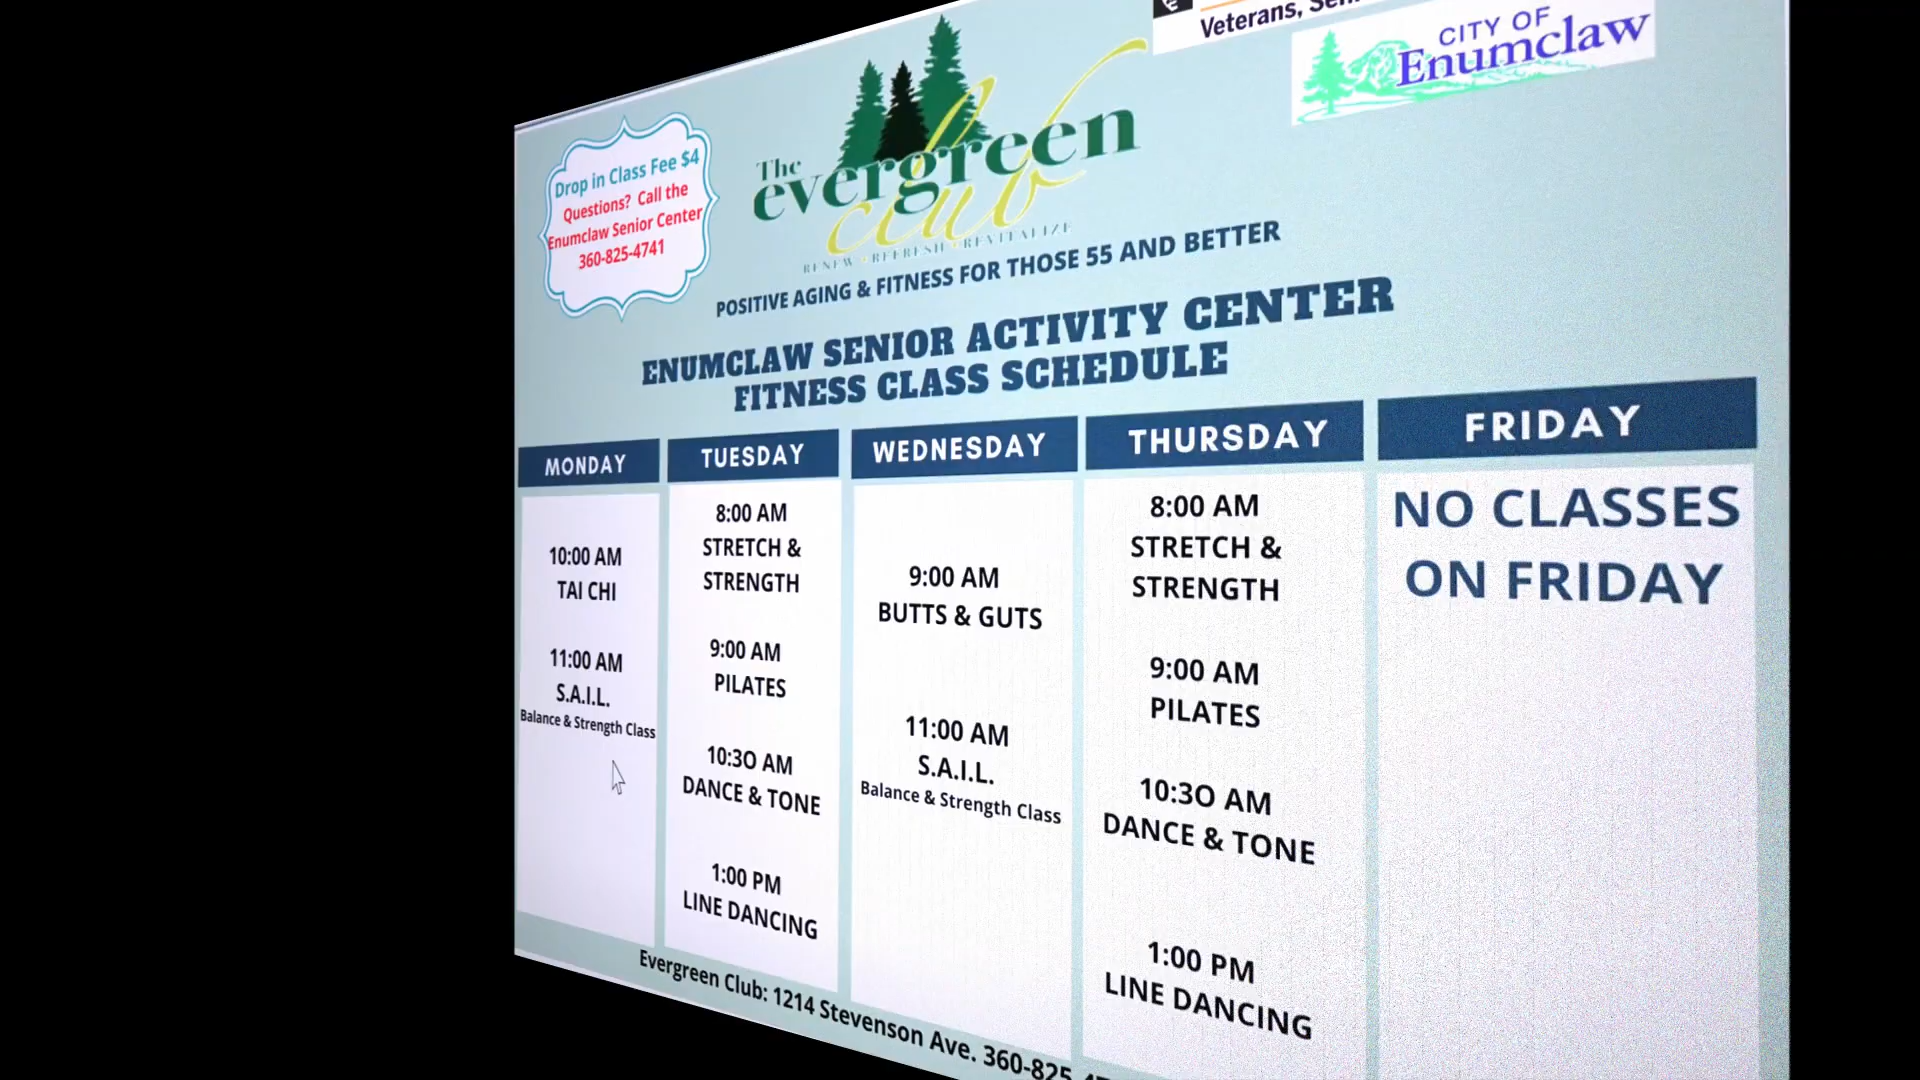 Veterans,
CITY OF
Enumclaw
The
evergreen
club
RENEW • REFRESH • REVITALIZE
Drop in Class Fee $4
Questions? Call the
Enumclaw Senior Center
360-825-4741
POSITIVE AGING & FITNESS FOR THOSE 55 AND BETTER
ENUMCLAW SENIOR ACTIVITY CENTER
FITNESS CLASS SCHEDULE
MONDAY
10:00 AM
TAI CHI
11:00 AM
S.A.I.L.
Balance & Strength Class
TUESDAY
8:00 AM
STRETCH &
STRENGTH
9:00 AM
PILATES
10:30 AM
DANCE & TONE
1:00 PM
LINE DANCING
WEDNESDAY
9:00 AM
BUTTS & GUTS
11:00 AM
S.A.I.L.
Balance & Strength Class
THURSDAY
8:00 AM
STRETCH &
STRENGTH
9:00 AM
PILATES
10:30 AM
DANCE & TONE
1:00 PM
LINE DANCING
FRIDAY
NO CLASSES
ON FRIDAY
Evergreen Club: 1214 Stevenson Ave. 360-825